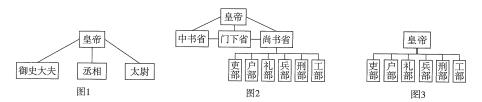 皇帝
御史大夫 丞相 太尉
图1
皇帝
中书省 门下省 尚书省
吏部 户部 礼部 兵部 刑部 工部
图2
皇帝
吏部 户部 礼部 兵部 刑部 工部
图3